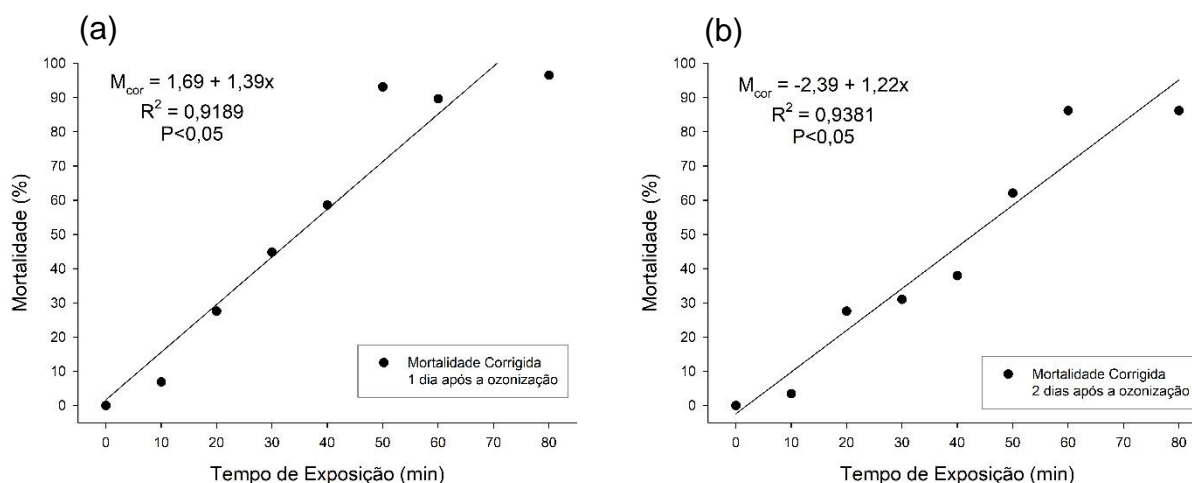 (a)
M_cor = 1,69 + 1,39x
R² = 0,9189
P<0,05
Mortalidade (%)
100
90
80
70
60
50
40
30
20
10
0
Mortalidade Corrigida
1 dia após a ozonização
0 10 20 30 40 50 60 70 80
Tempo de Exposição (min)
(b)
M_cor = -2,39 + 1,22x
R² = 0,9381
P<0,05
Mortalidade (%)
100
90
80
70
60
50
40
30
20
10
0
Mortalidade Corrigida
2 dias após a ozonização
0 10 20 30 40 50 60 70 80
Tempo de Exposição (min)